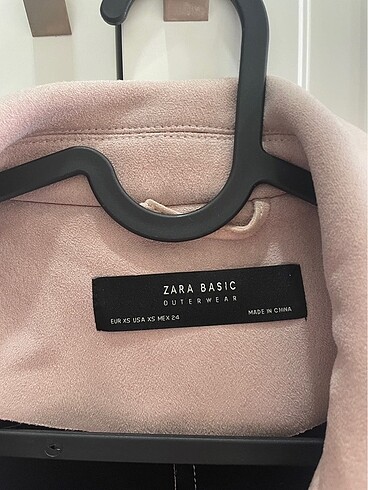 ZARA BASIC
OUTERWEAR
EUR XS USA XS MEX 24 MADE IN CHINA